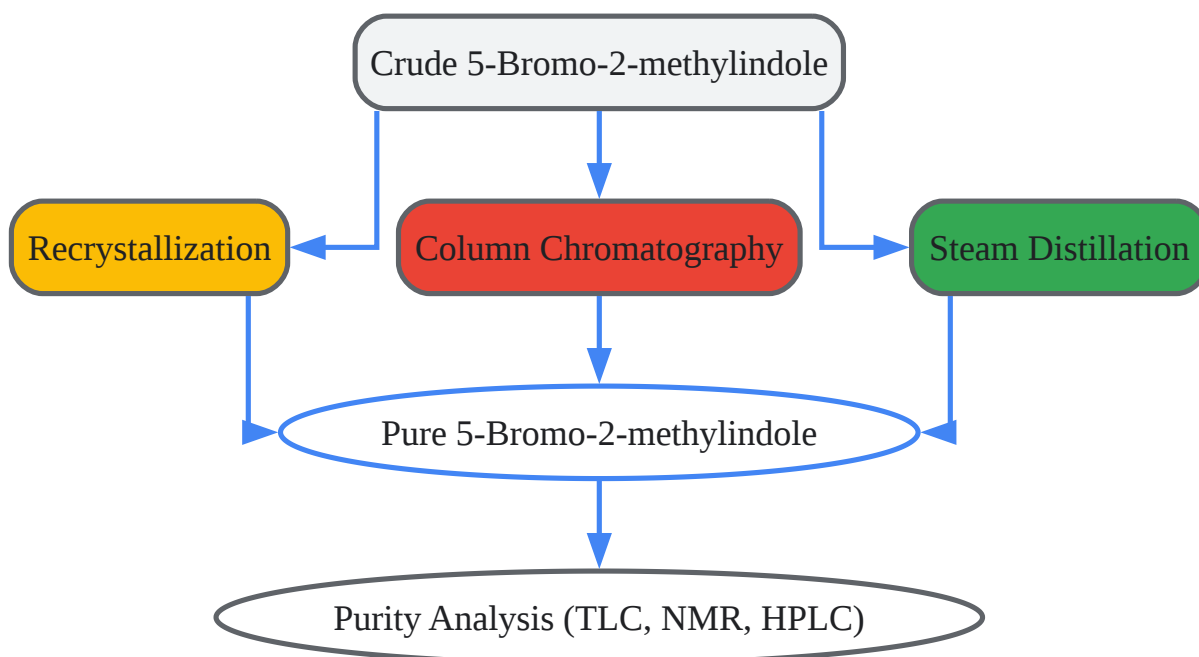 Crude 5-Bromo-2-methylindole
Recrystallization
Column Chromatography
Steam Distillation
Pure 5-Bromo-2-methylindole
Purity Analysis (TLC, NMR, HPLC)